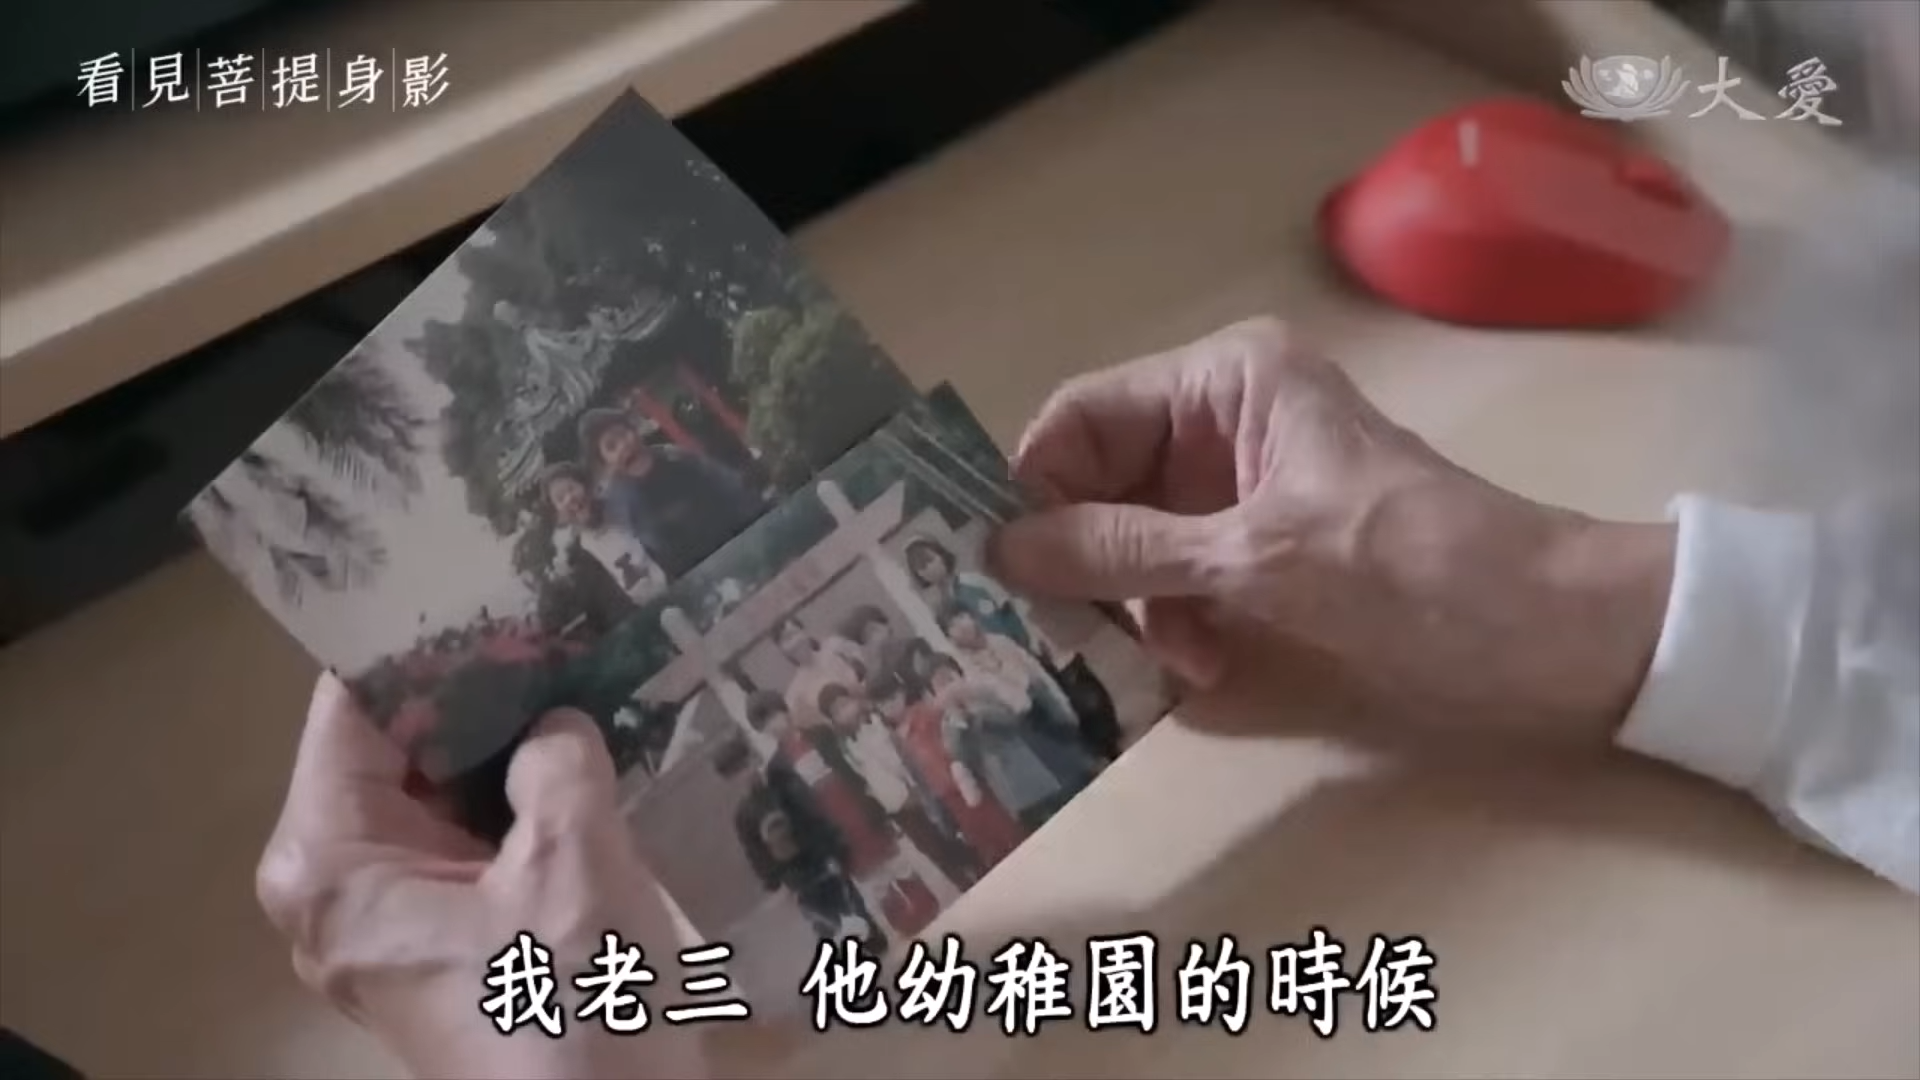 看見菩提身影
大愛
我老三 他幼稚園的時候